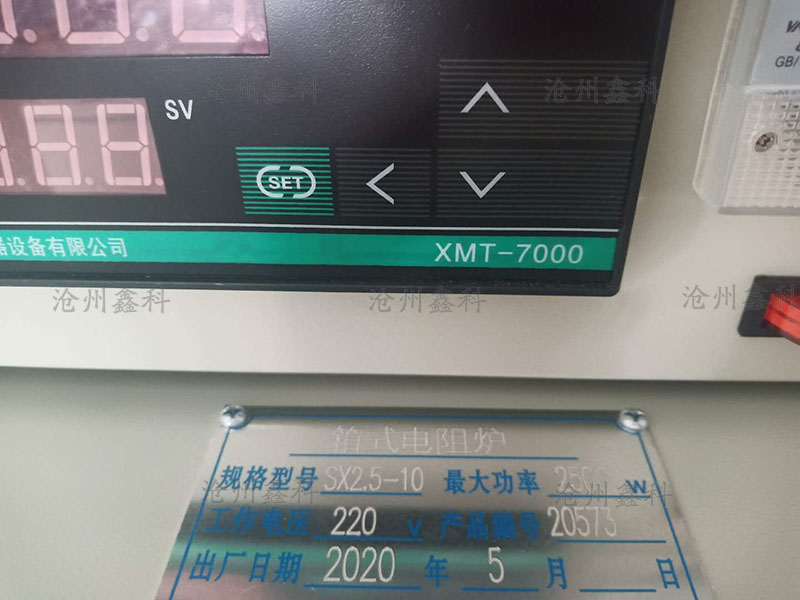 沧州鑫科
沧州鑫科
SV
SET
设备有限公司
XMT-7000
GB/
沧州鑫科
沧州鑫科
沧州鑫科
箱式电阻炉
规格型号 SX2.5-10 最大功率 2500 W
沧州鑫科
沧州鑫科
工作电压 220 V 产品编号 20573
出厂日期 2020 年 5 月 日